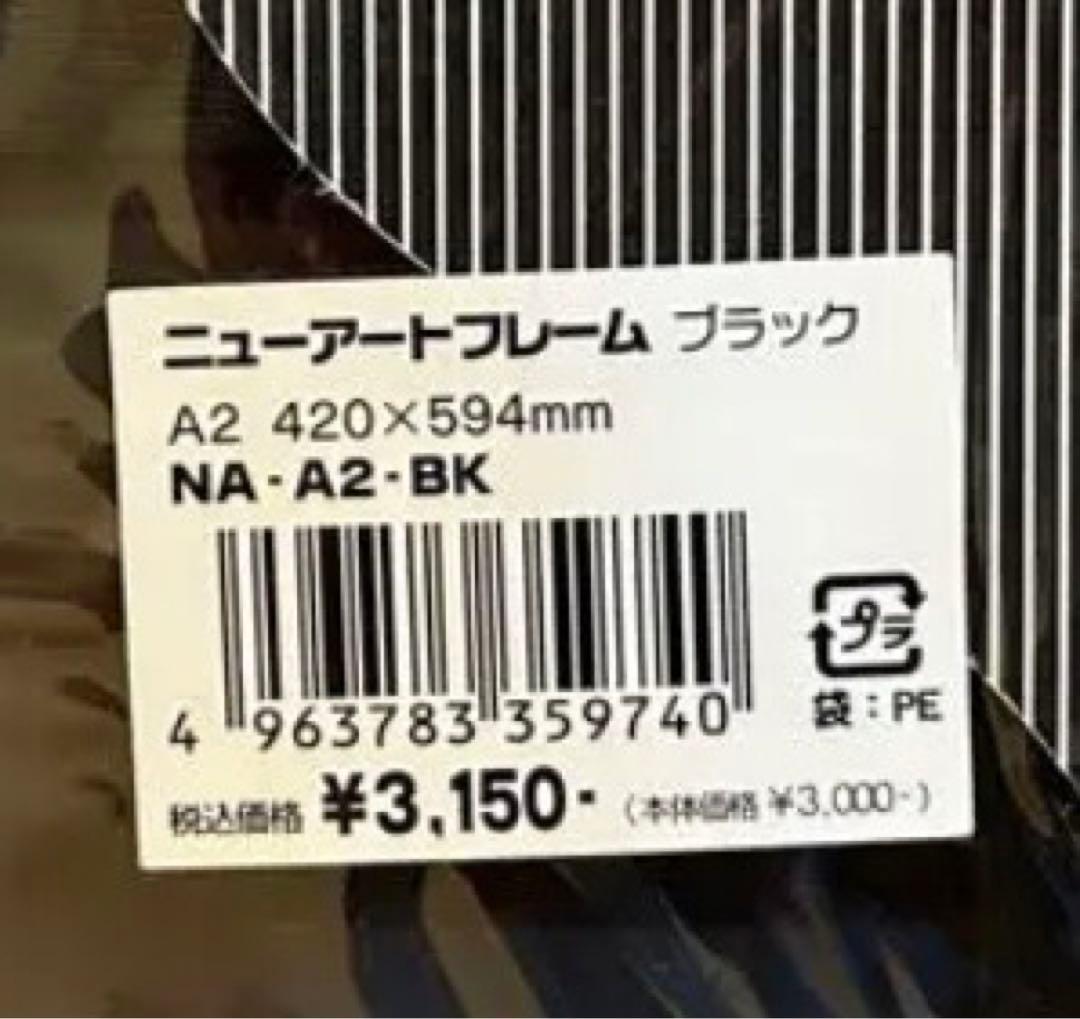 ニューアートフレーム ブラック
A2 420×594mm
NA-A2-BK
4 963783 359740
プラ
袋：PE
税込価格 ¥3,150- (本体価格 ¥3,000-)